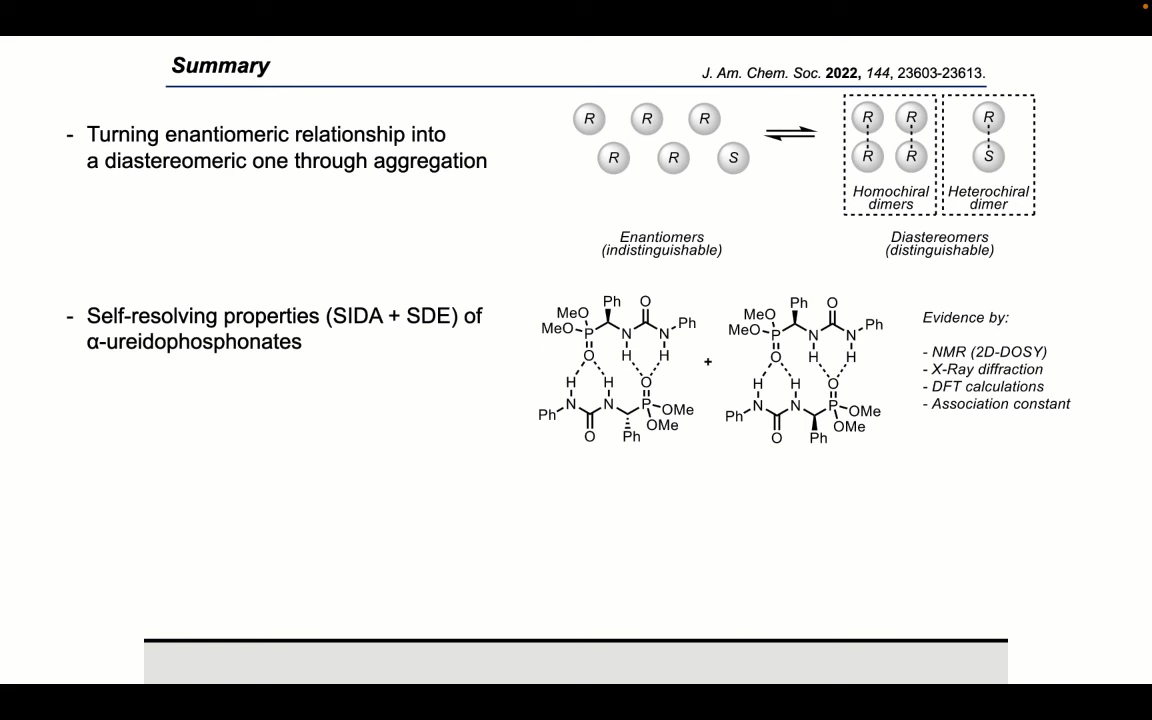 Summary
J. Am. Chem. Soc. 2022, 144, 23603-23613.
- Turning enantiomeric relationship into
a diastereomeric one through aggregation
R R R
R R S
R R R
R R S
Homochiral
dimers
Heterochiral
dimer
Enantiomers
(indistinguishable)
Diastereomers
(distinguishable)
- Self-resolving properties (SIDA + SDE) of
α-ureidophosphonates
Ph O
MeO
MeO P N N Ph
O H H
H H O
Ph N N P OMe
OMe
O Ph
+
Ph O
MeO
MeO P N N Ph
O H H
H H O
Ph N N P OMe
OMe
O Ph
Evidence by:
- NMR (2D-DOSY)
- X-Ray diffraction
- DFT calculations
- Association constant